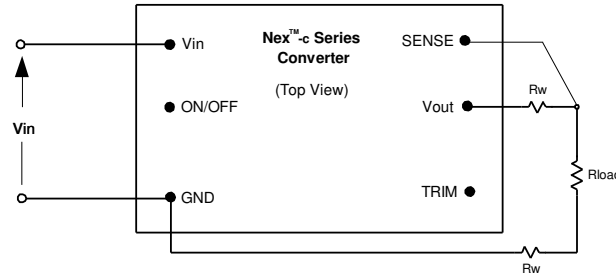 Nex™-c Series
Converter
(Top View)
Vin
SENSE
ON/OFF
Vout
Rw
Vin
Rload
GND
TRIM
Rw